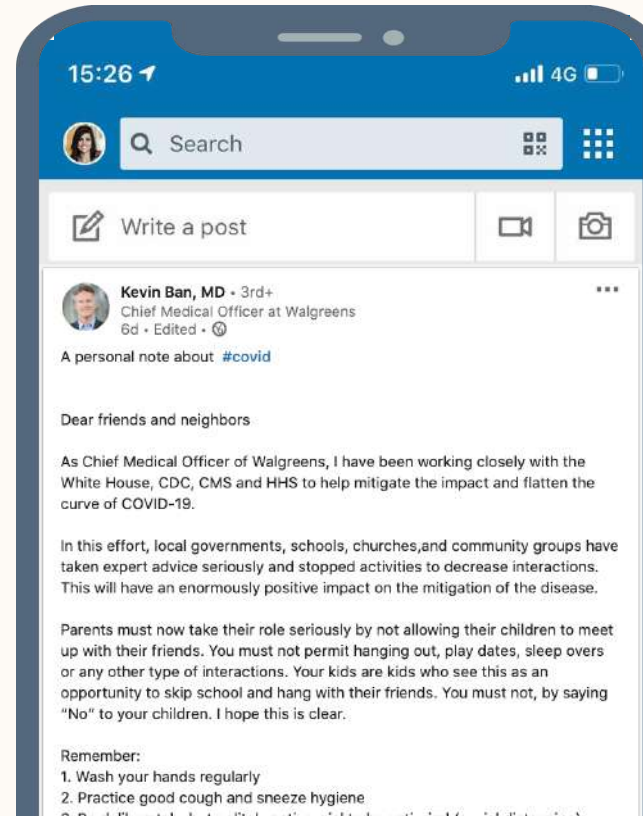 15:26
4G
Search
Write a post
Kevin Ban, MD • 3rd+
Chief Medical Officer at Walgreens
6d • Edited •
A personal note about #covid
Dear friends and neighbors
As Chief Medical Officer of Walgreens, I have been working closely with the
White House, CDC, CMS and HHS to help mitigate the impact and flatten the
curve of COVID-19.
In this effort, local governments, schools, churches,and community groups have
taken expert advice seriously and stopped activities to decrease interactions.
This will have an enormously positive impact on the mitigation of the disease.
Parents must now take their role seriously by not allowing their children to meet
up with their friends. You must not permit hanging out, play dates, sleep overs
or any other type of interactions. Your kids are kids who see this as an
opportunity to skip school and hang with their friends. You must not, by saying
“No” to your children. I hope this is clear.
Remember:
1. Wash your hands regularly
2. Practice good cough and sneeze hygiene